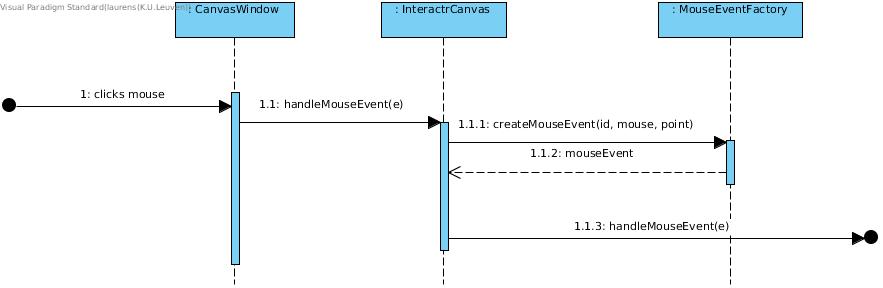 Visual Paradigm Standard(laurens(K.U.Leuven))
: CanvasWindow
: InteractrCanvas
: MouseEventFactory
1: clicks mouse
1.1: handleMouseEvent(e)
1.1.1: createMouseEvent(id, mouse, point)
1.1.2: mouseEvent
1.1.3: handleMouseEvent(e)